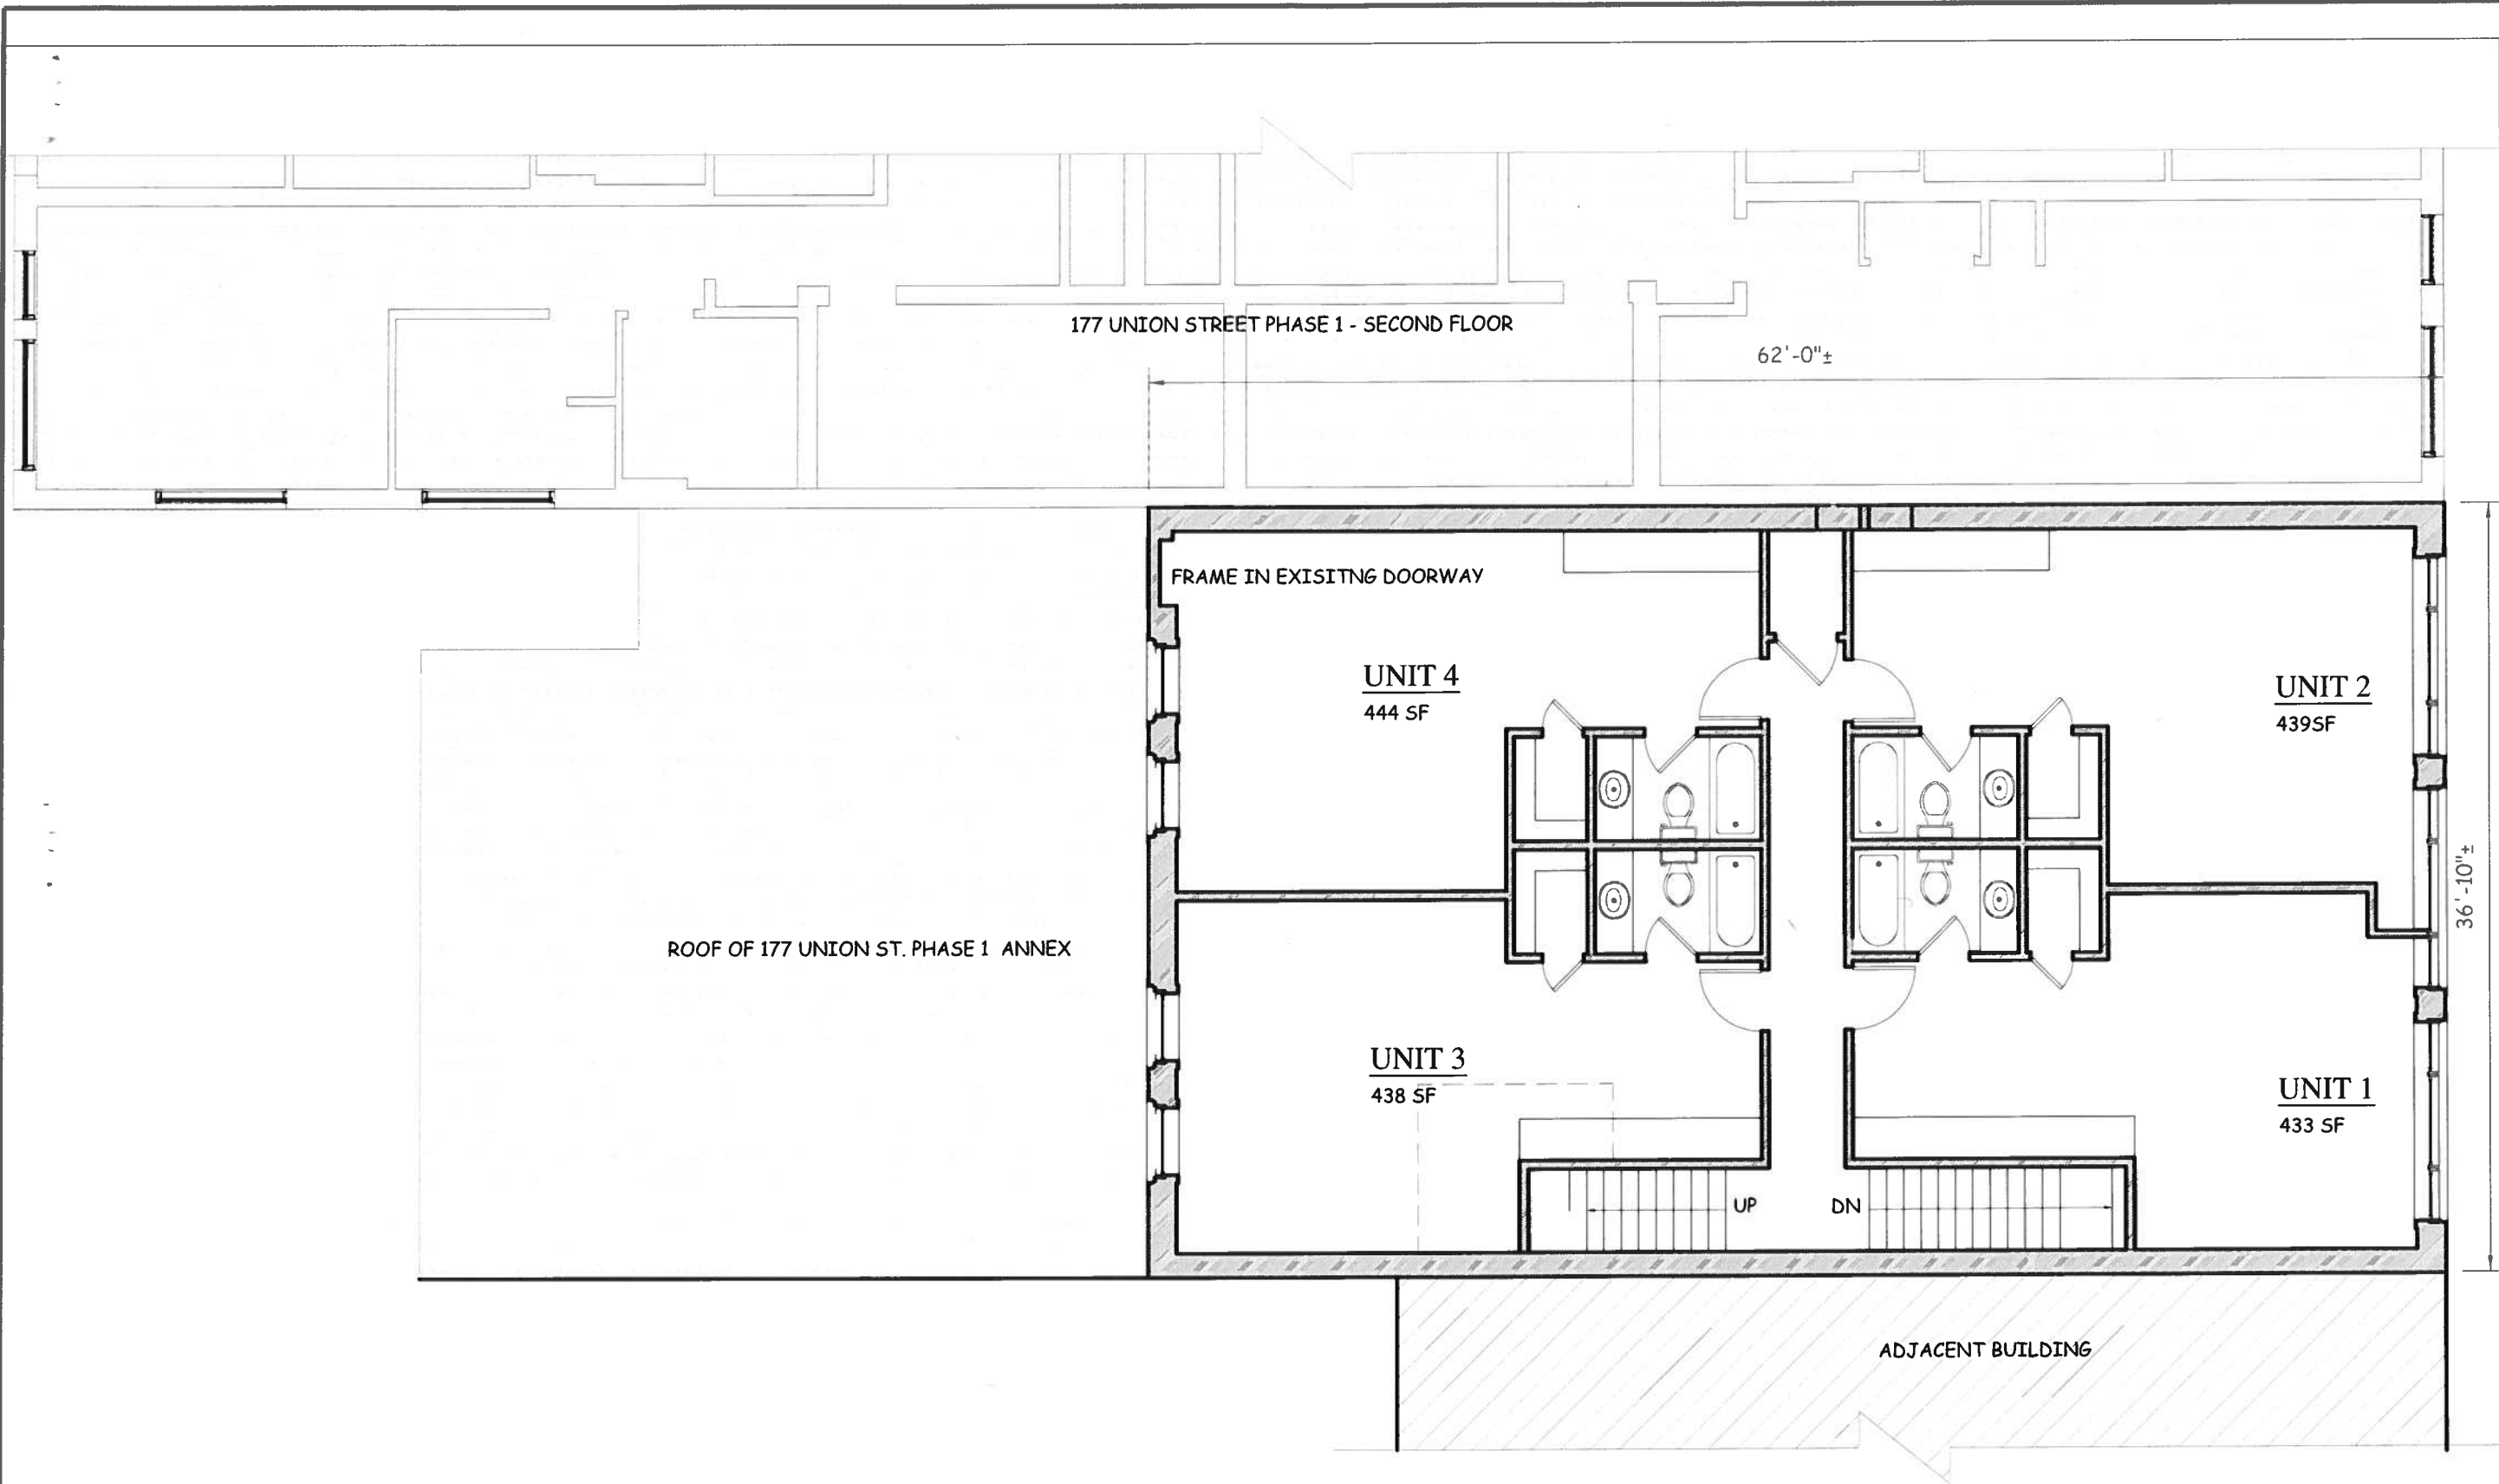 177 UNION STREET PHASE 1 - SECOND FLOOR
62'-0"±
FRAME IN EXISITNG DOORWAY
UNIT 4
444 SF
UNIT 2
439SF
36'-10"±
ROOF OF 177 UNION ST. PHASE 1 ANNEX
UNIT 3
438 SF
UNIT 1
433 SF
UP
DN
ADJACENT BUILDING